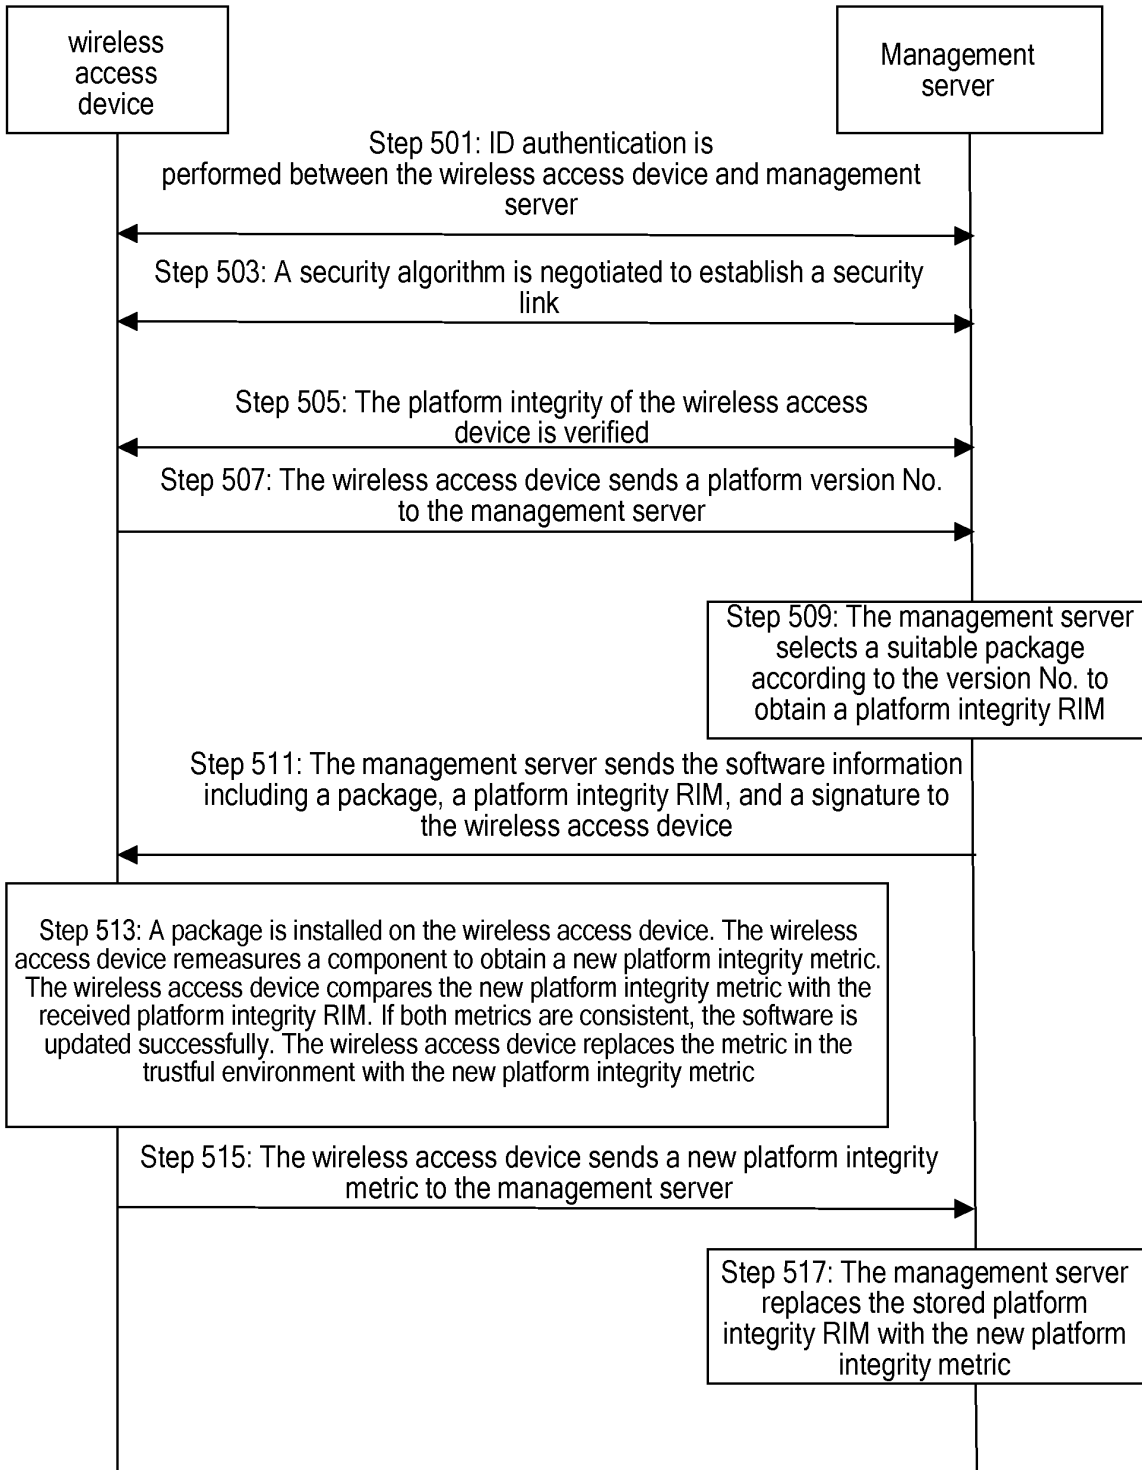 wireless
access
device
Management
server
Step 501: ID authentication is
performed between the wireless access device and management
server
Step 503: A security algorithm is negotiated to establish a security
link
Step 505: The platform integrity of the wireless access
device is verified
Step 507: The wireless access device sends a platform version No.
to the management server
Step 509: The management server
selects a suitable package
according to the version No. to
obtain a platform integrity RIM
Step 511: The management server sends the software information
including a package, a platform integrity RIM, and a signature to
the wireless access device
Step 513: A package is installed on the wireless access device. The wireless
access device remeasures a component to obtain a new platform integrity metric.
The wireless access device compares the new platform integrity metric with the
received platform integrity RIM. If both metrics are consistent, the software is
updated successfully. The wireless access device replaces the metric in the
trustful environment with the new platform integrity metric
Step 515: The wireless access device sends a new platform integrity
metric to the management server
Step 517: The management server
replaces the stored platform
integrity RIM with the new platform
integrity metric